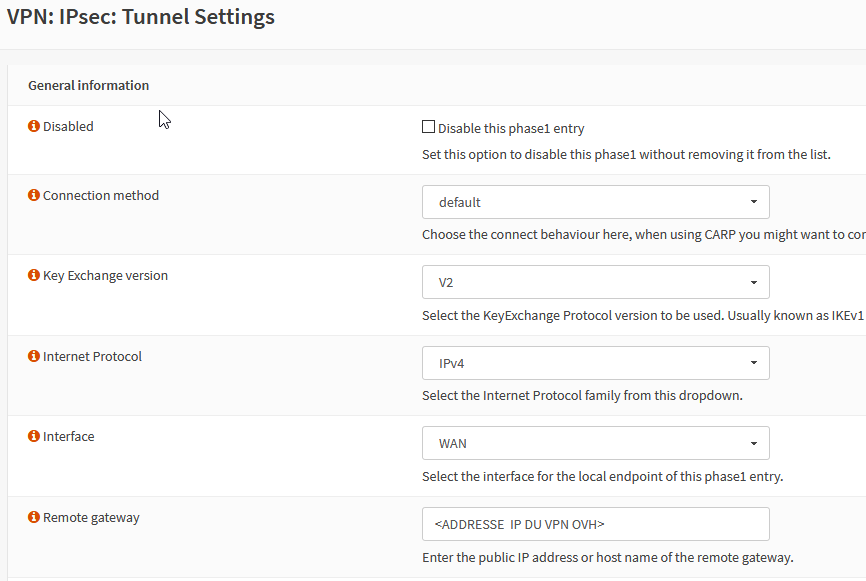 VPN: IPsec: Tunnel Settings
General information
Disabled
Disable this phase1 entry
Set this option to disable this phase1 without removing it from the list.
Connection method
default
Choose the connect behaviour here, when using CARP you might want to cor
Key Exchange version
V2
Select the KeyExchange Protocol version to be used. Usually known as IKEv1
Internet Protocol
IPv4
Select the Internet Protocol family from this dropdown.
Interface
WAN
Select the interface for the local endpoint of this phase1 entry.
Remote gateway
<ADDRESSE IP DU VPN OVH>
Enter the public IP address or host name of the remote gateway.